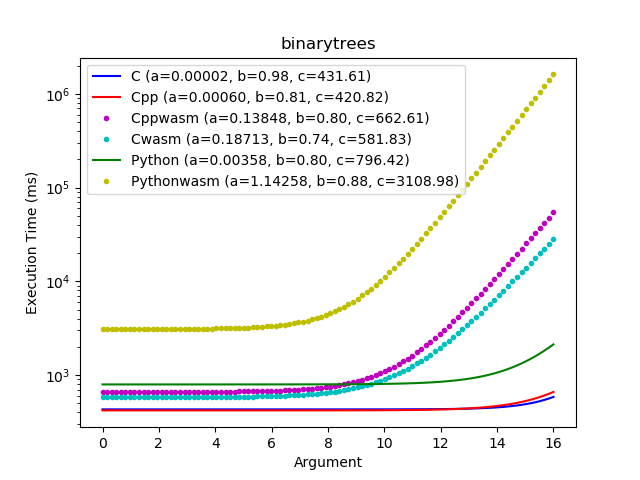 binarytrees
C (a=0.00002, b=0.98, c=431.61)
Cpp (a=0.00060, b=0.81, c=420.82)
Cppwasm (a=0.13848, b=0.80, c=662.61)
Cwasm (a=0.18713, b=0.74, c=581.83)
Python (a=0.00358, b=0.80, c=796.42)
Pythonwasm (a=1.14258, b=0.88, c=3108.98)
Execution Time (ms)
10⁶
10⁵
10⁴
10³
0 2 4 6 8 10 12 14 16
Argument